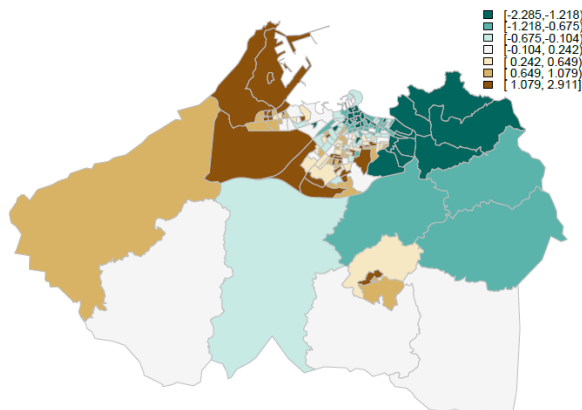 [-2.285,-1.218)
[-1.218,-0.675)
[-0.675,-0.104)
[-0.104, 0.242)
[ 0.242, 0.649)
[ 0.649, 1.079)
[ 1.079, 2.911]